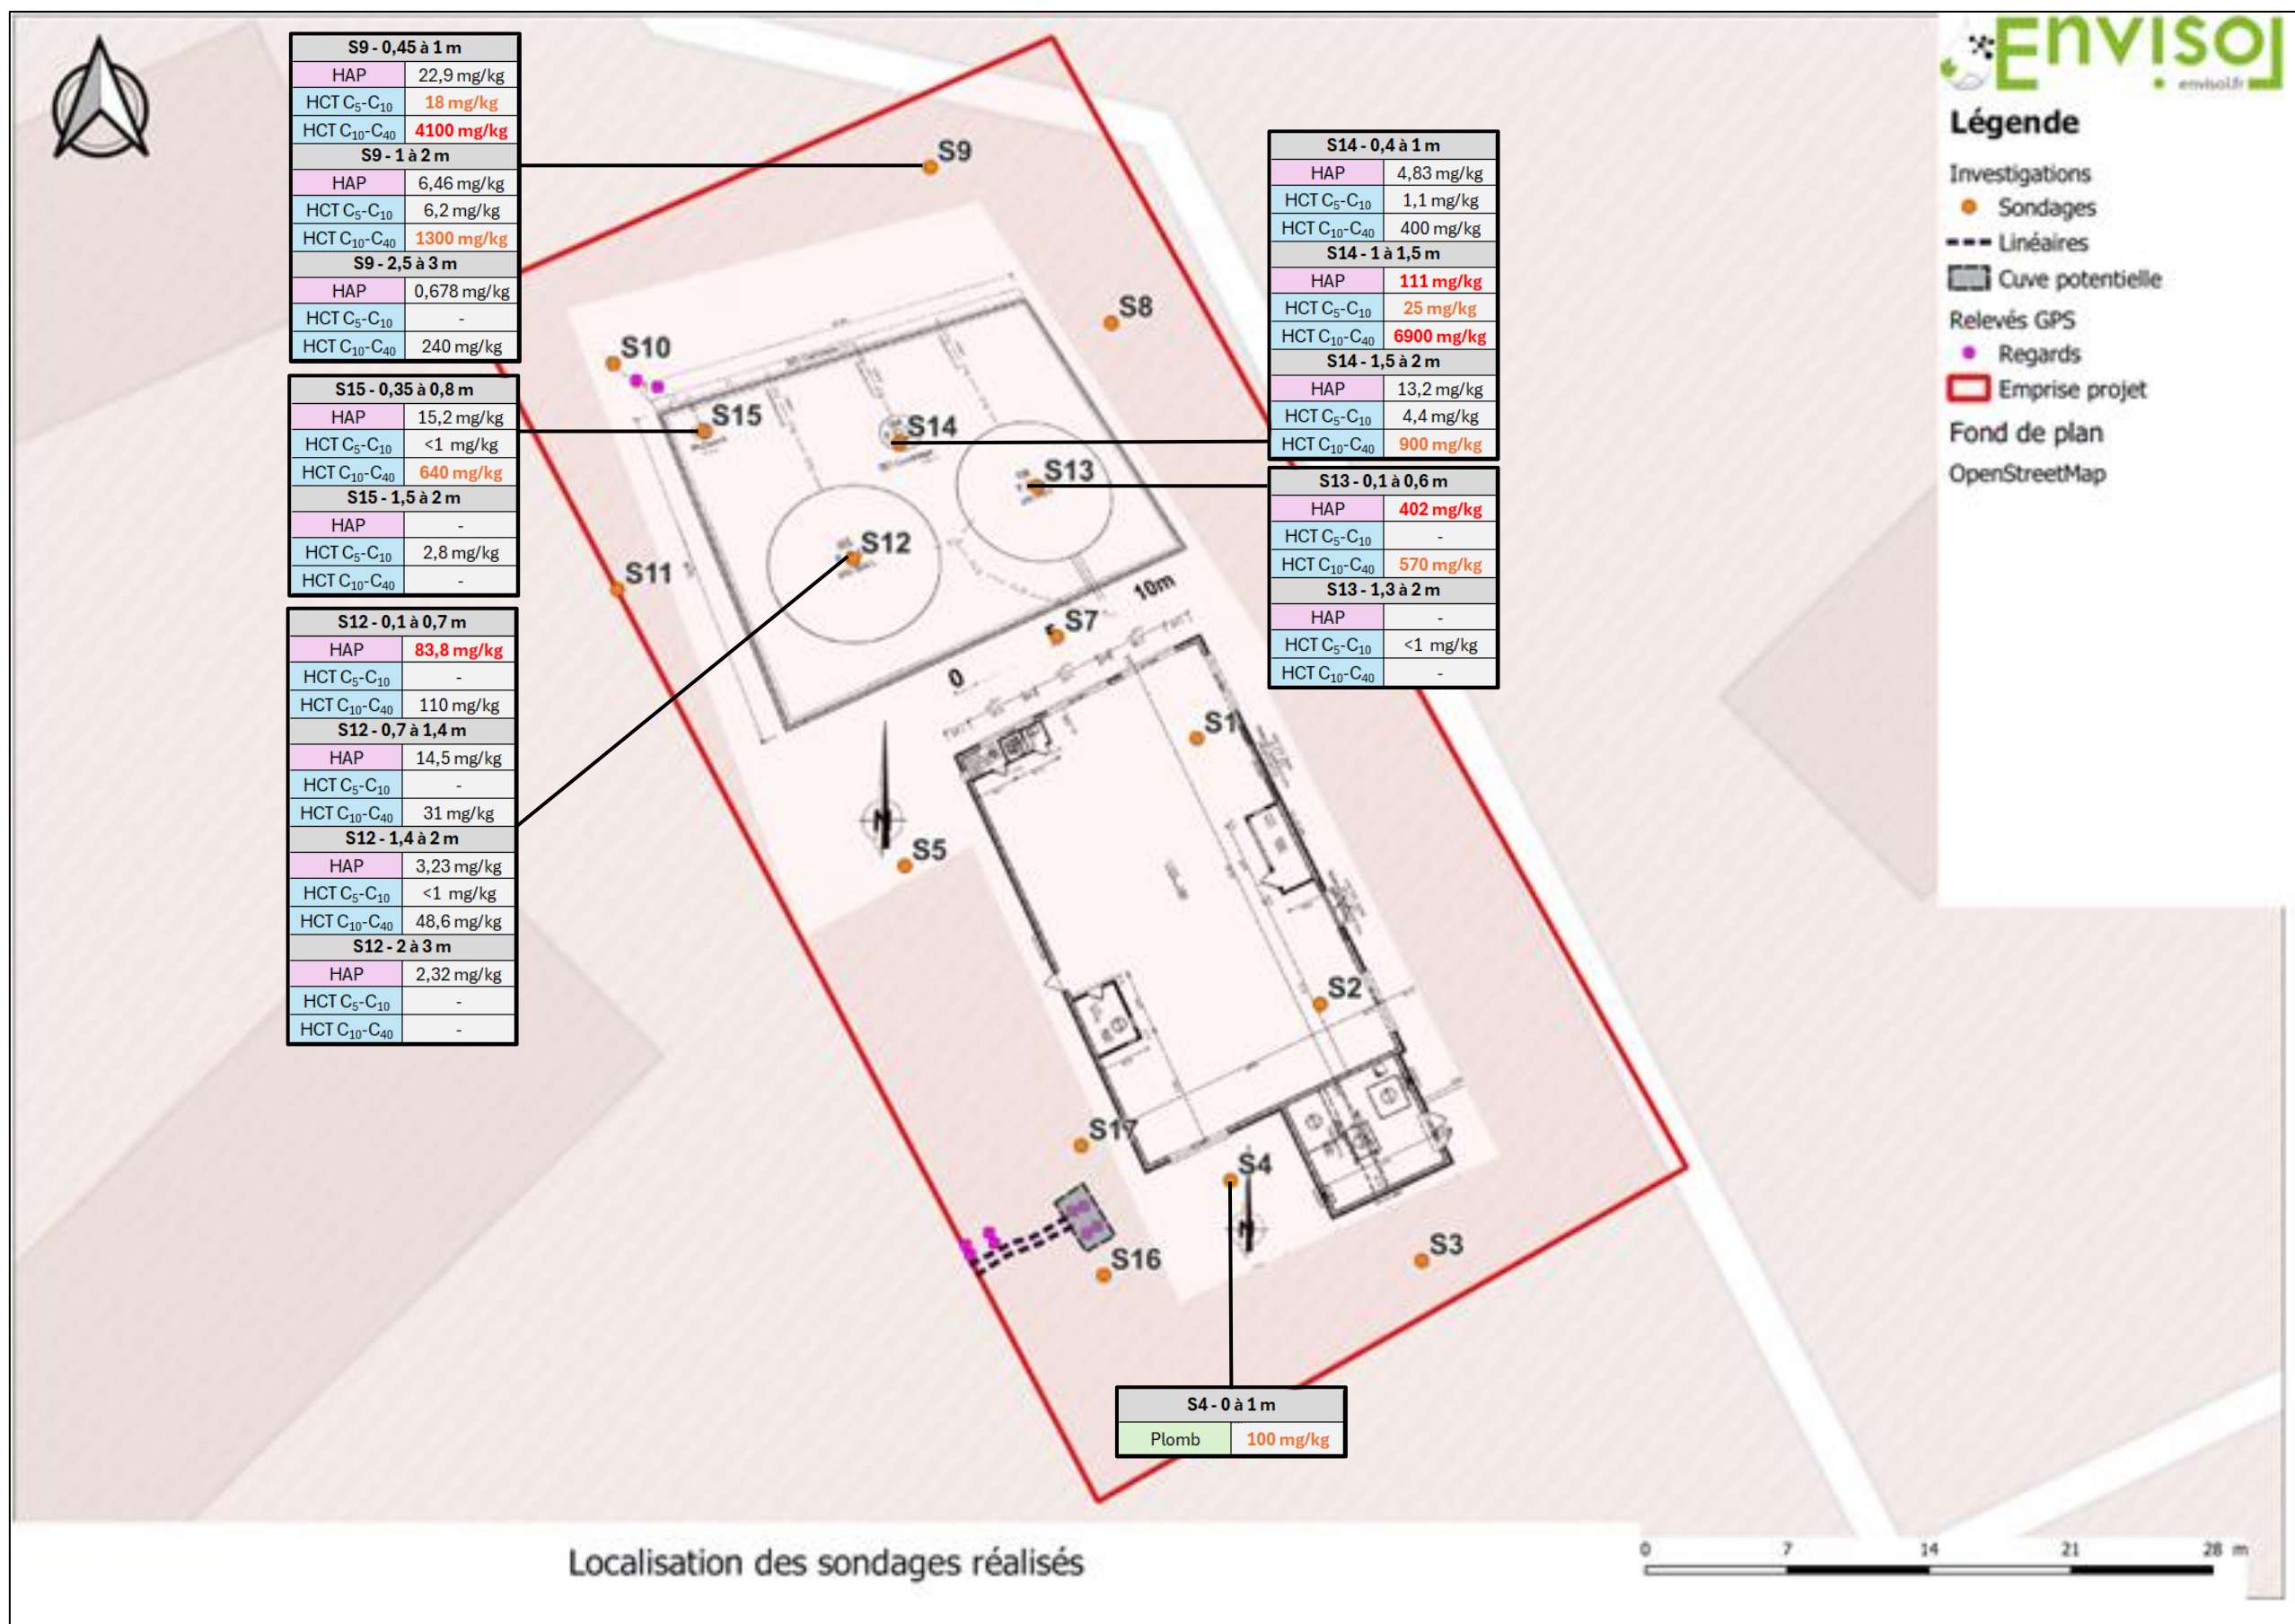 S9 - 0,45 à 1 m
HAP 22,9 mg/kg
HCT C₅-C₁₀ 18 mg/kg
HCT C₁₀-C₄₀ 4100 mg/kg
S9 - 1 à 2 m
HAP 6,46 mg/kg
HCT C₅-C₁₀ 6,2 mg/kg
HCT C₁₀-C₄₀ 1300 mg/kg
S9 - 2,5 à 3 m
HAP 0,678 mg/kg
HCT C₅-C₁₀ -
HCT C₁₀-C₄₀ 240 mg/kg
S15 - 0,35 à 0,8 m
HAP 15,2 mg/kg
HCT C₅-C₁₀ <1 mg/kg
HCT C₁₀-C₄₀ 640 mg/kg
S15 - 1,5 à 2 m
HAP -
HCT C₅-C₁₀ 2,8 mg/kg
HCT C₁₀-C₄₀ -
S12 - 0,1 à 0,7 m
HAP 83,8 mg/kg
HCT C₅-C₁₀ -
HCT C₁₀-C₄₀ 110 mg/kg
S12 - 0,7 à 1,4 m
HAP 14,5 mg/kg
HCT C₅-C₁₀ -
HCT C₁₀-C₄₀ 31 mg/kg
S12 - 1,4 à 2 m
HAP 3,23 mg/kg
HCT C₅-C₁₀ <1 mg/kg
HCT C₁₀-C₄₀ 48,6 mg/kg
S12 - 2 à 3 m
HAP 2,32 mg/kg
HCT C₅-C₁₀ -
HCT C₁₀-C₄₀ -
S9
S8
S10
S15
S14
S13
S12
S11
S7
10m
0
S1
N
S5
S2
S17
S4
N
S16
S3
S14 - 0,4 à 1 m
HAP 4,83 mg/kg
HCT C₅-C₁₀ 1,1 mg/kg
HCT C₁₀-C₄₀ 400 mg/kg
S14 - 1 à 1,5 m
HAP 111 mg/kg
HCT C₅-C₁₀ 25 mg/kg
HCT C₁₀-C₄₀ 6900 mg/kg
S14 - 1,5 à 2 m
HAP 13,2 mg/kg
HCT C₅-C₁₀ 4,4 mg/kg
HCT C₁₀-C₄₀ 900 mg/kg
S13 - 0,1 à 0,6 m
HAP 402 mg/kg
HCT C₅-C₁₀ -
HCT C₁₀-C₄₀ 570 mg/kg
S13 - 1,3 à 2 m
HAP -
HCT C₅-C₁₀ <1 mg/kg
HCT C₁₀-C₄₀ -
S4 - 0 à 1 m
Plomb 100 mg/kg
Envisol
envisol.fr
Légende
Investigations
Sondages
Linéaires
Cuve potentielle
Relevés GPS
Regards
Emprise projet
Fond de plan
OpenStreetMap
Localisation des sondages réalisés
0 7 14 21 28 m